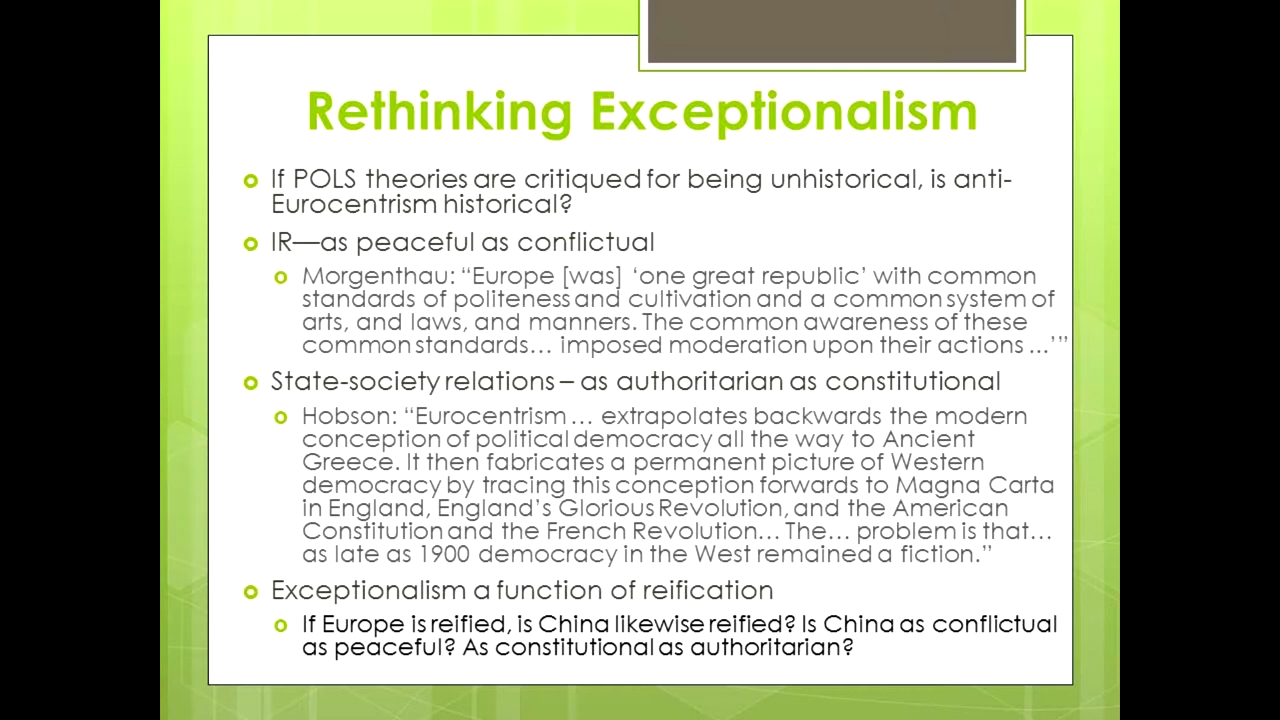 Rethinking Exceptionalism
If POLS theories are critiqued for being unhistorical, is anti-
Eurocentrism historical?
IR—as peaceful as conflictual
Morgenthau: “Europe [was] ‘one great republic’ with common
standards of politeness and cultivation and a common system of
arts, and laws, and manners. The common awareness of these
common standards… imposed moderation upon their actions ...’”
State-society relations – as authoritarian as constitutional
Hobson: “Eurocentrism … extrapolates backwards the modern
conception of political democracy all the way to Ancient
Greece. It then fabricates a permanent picture of Western
democracy by tracing this conception forwards to Magna Carta
in England, England’s Glorious Revolution, and the American
Constitution and the French Revolution… The… problem is that…
as late as 1900 democracy in the West remained a fiction.”
Exceptionalism a function of reification
If Europe is reified, is China likewise reified? Is China as conflictual
as peaceful? As constitutional as authoritarian?